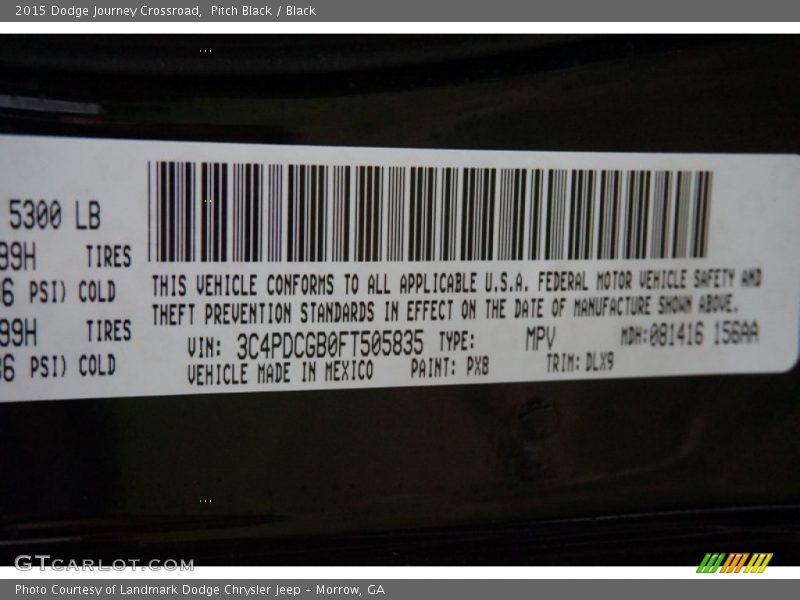 2015 Dodge Journey Crossroad, Pitch Black / Black
5300 LB
99H TIRES
36 PSI) COLD
99H TIRES
36 PSI) COLD
THIS VEHICLE CONFORMS TO ALL APPLICABLE U.S.A. FEDERAL MOTOR VEHICLE SAFETY AND
THEFT PREVENTION STANDARDS IN EFFECT ON THE DATE OF MANUFACTURE SHOWN ABOVE.
VIN: 3C4PDCGB0FT505835 TYPE: MPV MDH:081416 156AA
VEHICLE MADE IN MEXICO PAINT: PX8 TRIM: DLX9
GTCARLOT.COM
Photo Courtesy of Landmark Dodge Chrysler Jeep - Morrow, GA